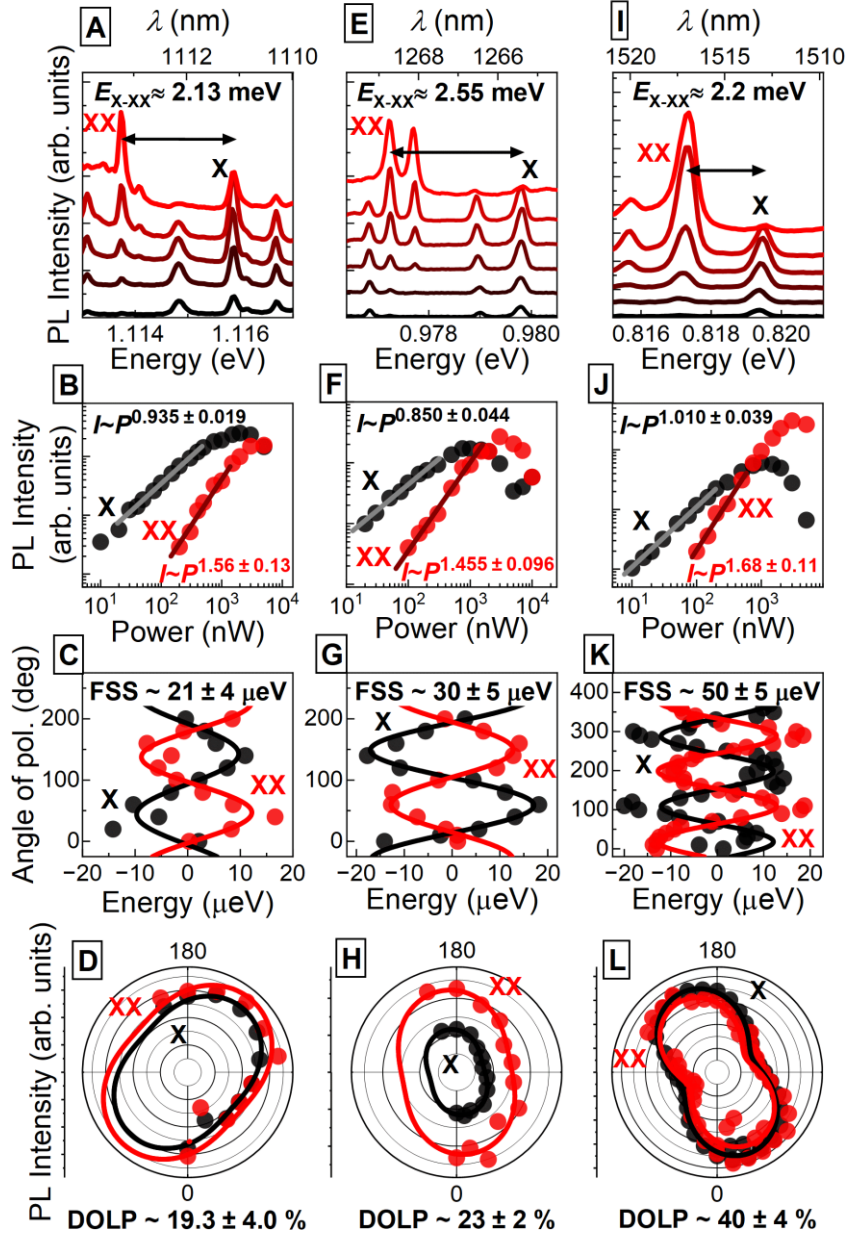 A
λ (nm)
1112 1110
E_X-XX ≈ 2.13 meV
XX
X
PL Intensity (arb. units)
1.114 1.116
Energy (eV)
E
λ (nm)
1268 1266
E_X-XX ≈ 2.55 meV
XX
X
0.978 0.980
Energy (eV)
I
λ (nm)
1520 1515 1510
E_X-XX ≈ 2.2 meV
XX
X
0.816 0.818 0.820
Energy (eV)
B
I~P^0.935 ± 0.019
X
XX
I~P^1.56 ± 0.13
PL Intensity
(arb. units)
10^1 10^2 10^3 10^4
Power (nW)
F
I~P^0.850 ± 0.044
X
XX
I~P^1.455 ± 0.096
10^2 10^4
Power (nW)
J
I~P^1.010 ± 0.039
X
XX
I~P^1.68 ± 0.11
10^1 10^2 10^3
Power (nW)
C
FSS ~ 21 ± 4 μeV
Angle of pol. (deg)
200
100
0
X
XX
−20 −10 0 10 20
Energy (μeV)
G
FSS ~ 30 ± 5 μeV
200
100
0
X
XX
−20 −10 0 10 20
Energy (μeV)
K
FSS ~ 50 ± 5 μeV
400
300
200
100
0
X
XX
−20 −10 0 10 20
Energy (μeV)
D
180
XX
X
PL Intensity (arb. units)
0
DOLP ~ 19.3 ± 4.0 %
H
180
XX
X
0
DOLP ~ 23 ± 2 %
L
180
X
XX
0
DOLP ~ 40 ± 4 %